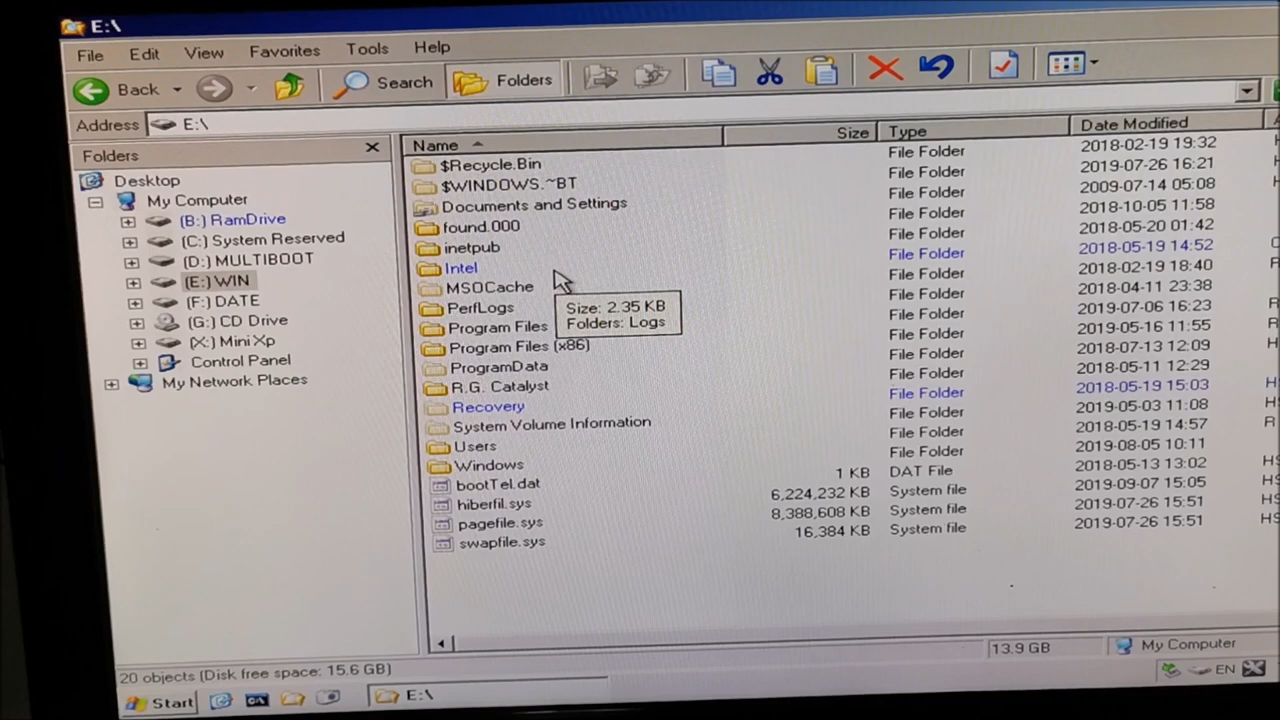 E:\
File Edit View Favorites Tools Help
Back Search Folders
Address E:\
Folders
Desktop
My Computer
(B:) RamDrive
(C:) System Reserved
(D:) MULTIBOOT
(E:) WIN
(F:) DATE
(G:) CD Drive
(X:) MiniXp
Control Panel
My Network Places
Name Size Type Date Modified
$Recycle.Bin File Folder 2018-02-19 19:32
$WINDOWS.~BT File Folder 2019-07-26 16:21
Documents and Settings File Folder 2009-07-14 05:08
found.000 File Folder 2018-10-05 11:58
inetpub File Folder 2018-05-20 01:42
Intel File Folder 2018-05-19 14:52
MSOCache File Folder 2018-02-19 18:40
PerfLogs File Folder 2018-04-11 23:38
Program Files File Folder 2019-07-06 16:23
Program Files (x86) File Folder 2019-05-16 11:55
ProgramData File Folder 2018-07-13 12:09
R.G. Catalyst File Folder 2018-05-11 12:29
Recovery File Folder 2018-05-19 15:03
System Volume Information File Folder 2019-05-03 11:08
Users File Folder 2018-05-19 14:57
Windows File Folder 2019-08-05 10:11
bootTel.dat 1 KB DAT File 2018-05-13 13:02
hiberfil.sys 6,224,232 KB System file 2019-09-07 15:05
pagefile.sys 8,388,608 KB System file 2019-07-26 15:51
swapfile.sys 16,384 KB System file 2019-07-26 15:51
Size: 2.35 KB
Folders: Logs
20 objects (Disk free space: 15.6 GB) 13.9 GB My Computer
Start E:\ EN